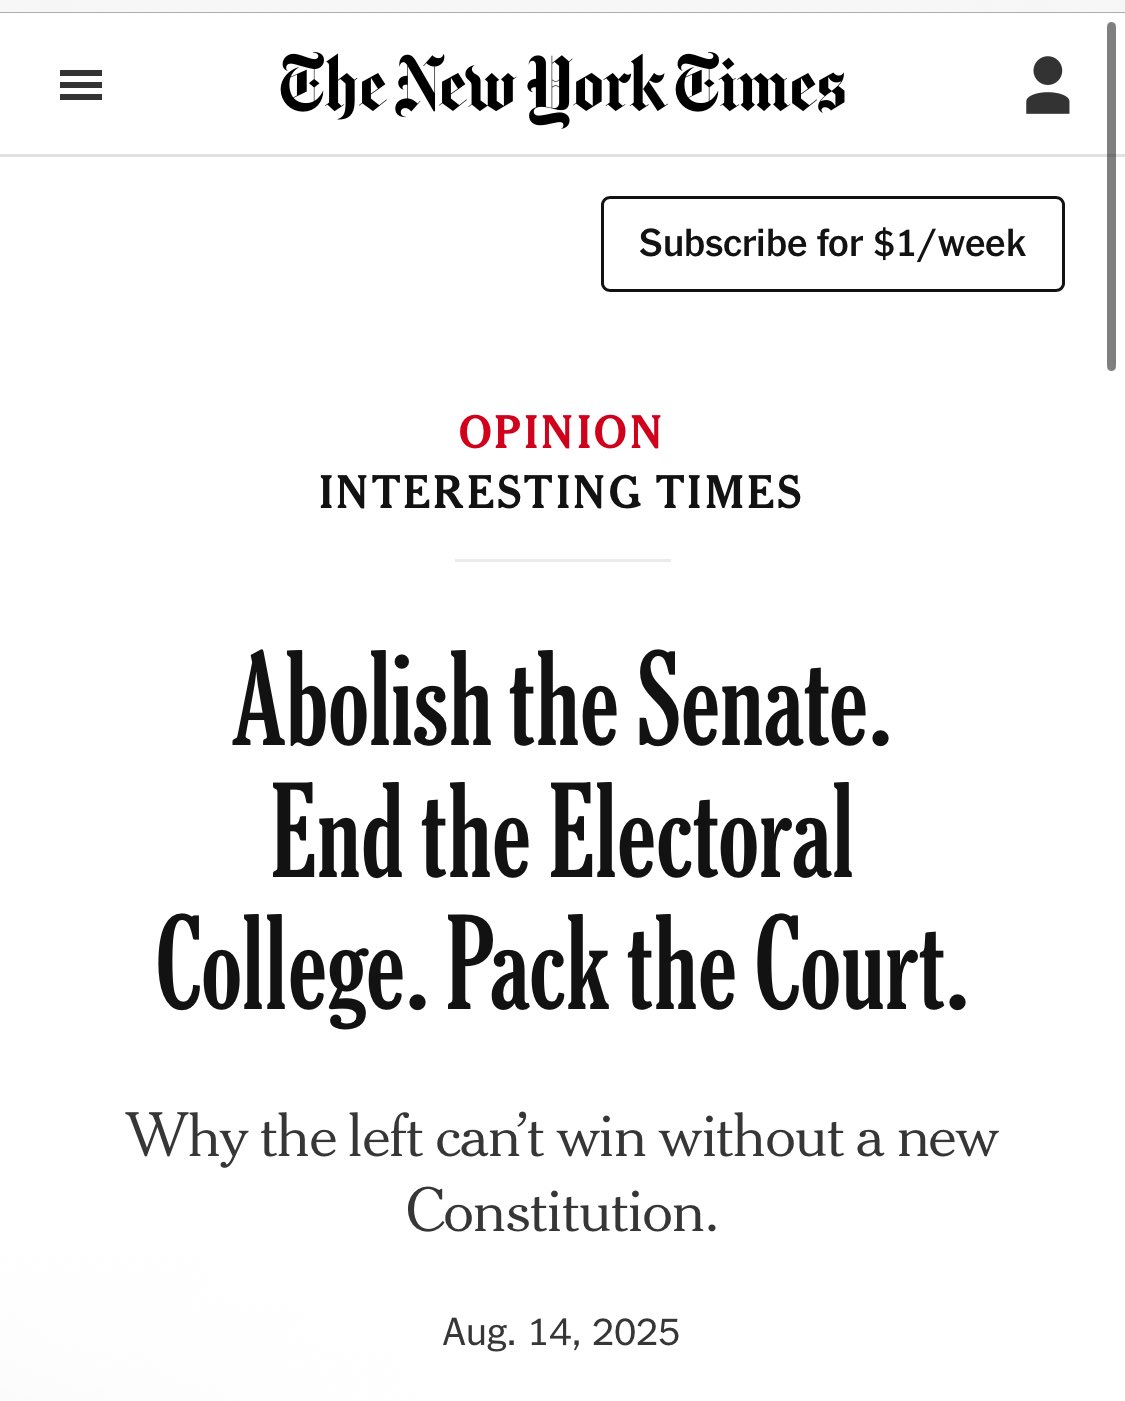 The New York Times
Subscribe for $1/week
OPINION
INTERESTING TIMES
Abolish the Senate.
End the Electoral
College. Pack the Court.
Why the left can’t win without a new
Constitution.
Aug. 14, 2025